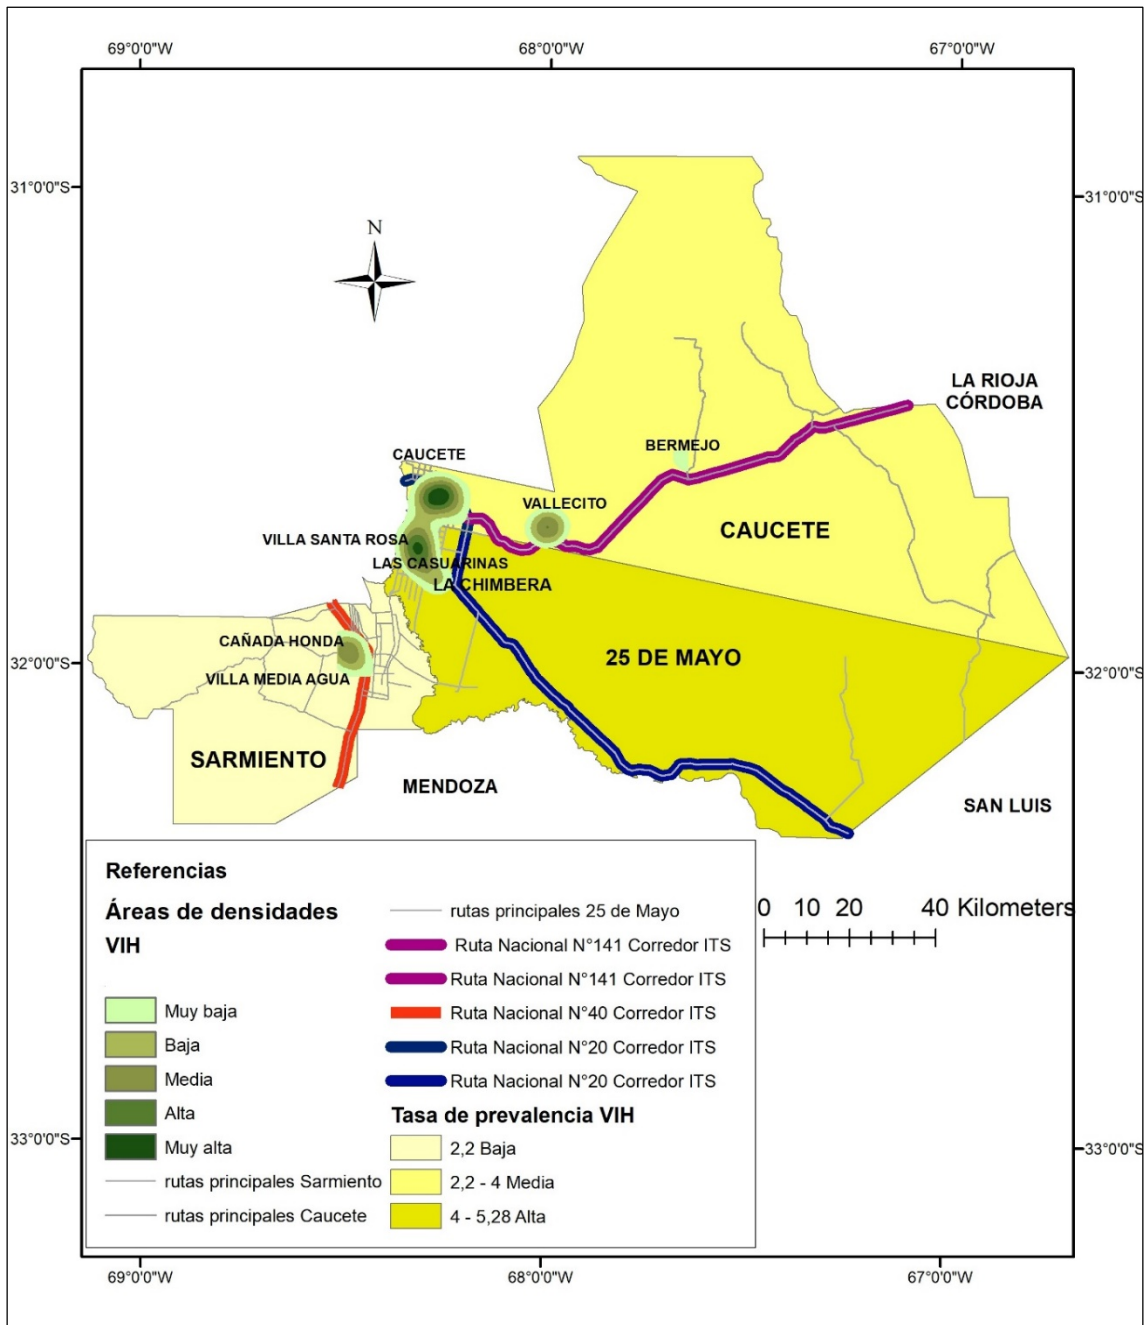 69°0'0"W
68°0'0"W
67°0'0"W
31°0'0"S
31°0'0"S
N
LA RIOJA
CÓRDOBA
BERMEJO
CAUCETE
VALLECITO
CAUCETE
VILLA SANTA ROSA
LAS CASUARINAS
LA CHIMBERA
CAÑADA HONDA
25 DE MAYO
32°0'0"S
32°0'0"S
VILLA MEDIA AGUA
SARMIENTO
MENDOZA
SAN LUIS
Referencias
Áreas de densidades
VIH
Muy baja
Baja
Media
Alta
Muy alta
rutas principales Sarmiento
rutas principales Caucete
rutas principales 25 de Mayo
Ruta Nacional N°141 Corredor ITS
Ruta Nacional N°141 Corredor ITS
Ruta Nacional N°40 Corredor ITS
Ruta Nacional N°20 Corredor ITS
Ruta Nacional N°20 Corredor ITS
Tasa de prevalencia VIH
2,2 Baja
2,2 - 4 Media
4 - 5,28 Alta
0 10 20 40 Kilometers
33°0'0"S
33°0'0"S
69°0'0"W
68°0'0"W
67°0'0"W